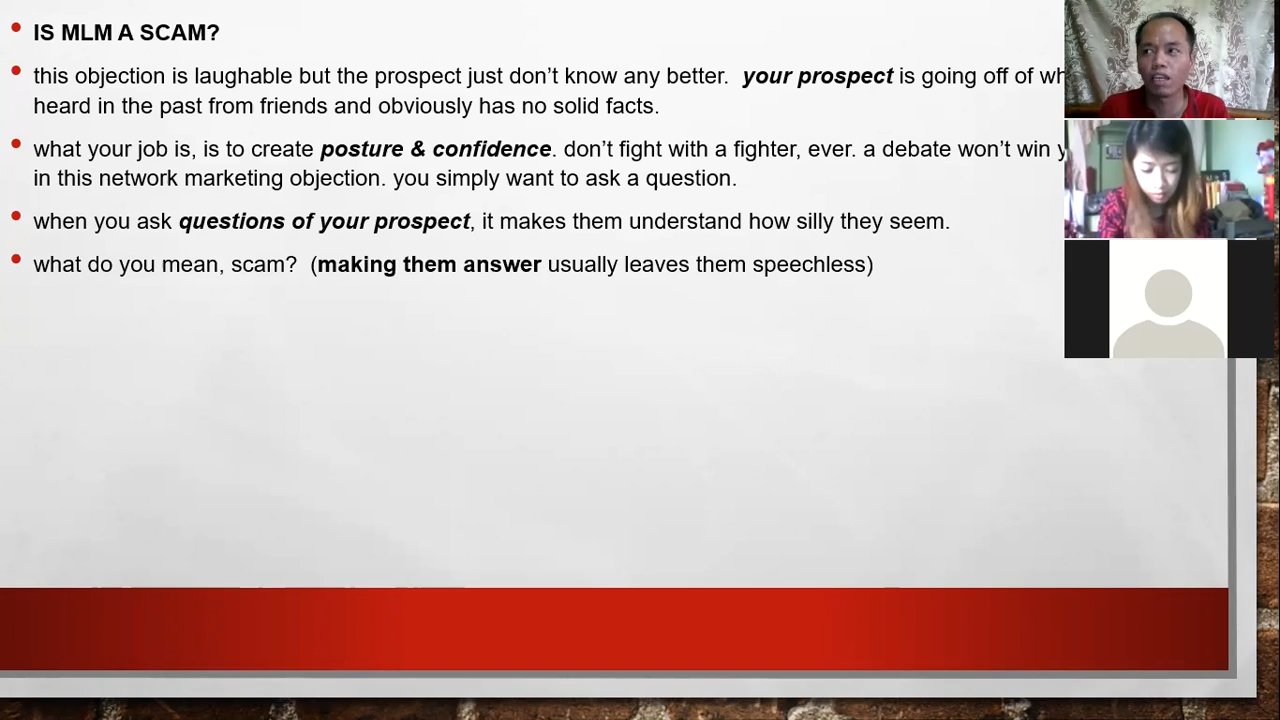 IS MLM A SCAM?
this objection is laughable but the prospect just don’t know any better. your prospect is going off of
heard in the past from friends and obviously has no solid facts.
what your job is, is to create posture & confidence. don’t fight with a fighter, ever. a debate won’t win
in this network marketing objection. you simply want to ask a question.
when you ask questions of your prospect, it makes them understand how silly they seem.
what do you mean, scam? (making them answer usually leaves them speechless)